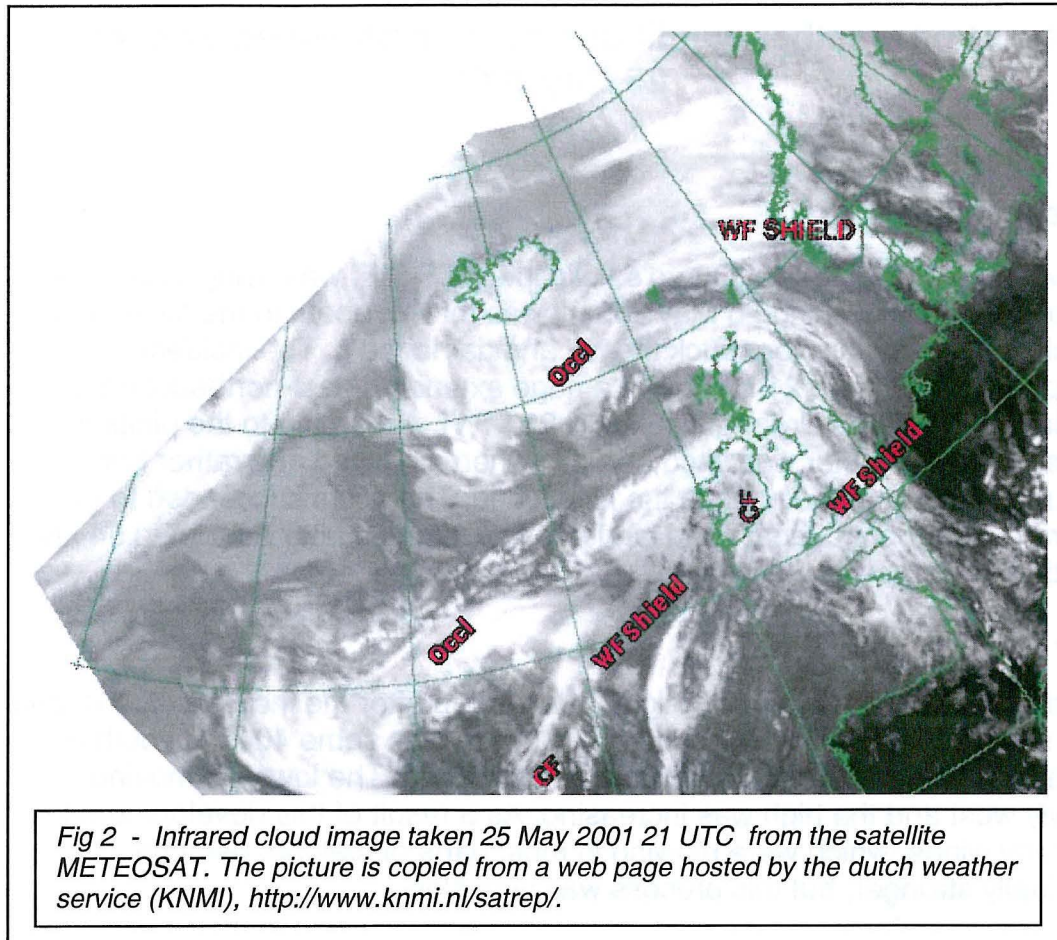 WF SHIELD
Occl
WF Shield
CF
WF Shield
Occl
CF
Fig 2 - Infrared cloud image taken 25 May 2001 21 UTC from the satellite
METEOSAT. The picture is copied from a web page hosted by the dutch weather
service (KNMI), http://www.knmi.nl/satrep/.